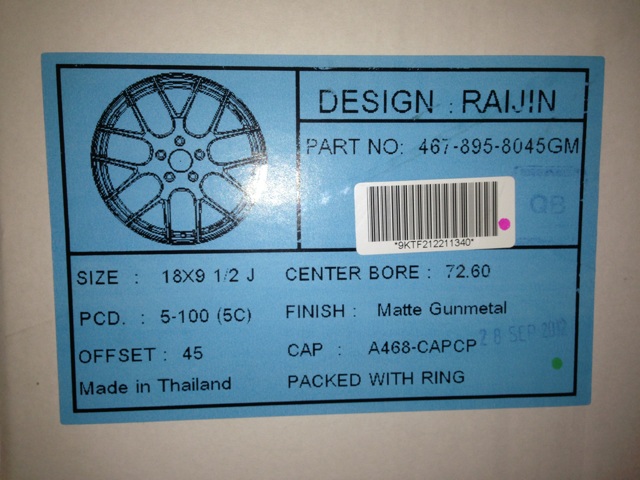 DESIGN : RAIJIN
PART NO: 467-895-8045GM
QB
*9KTF212211340*
SIZE : 18X9 1/2 J
CENTER BORE : 72.60
PCD. : 5-100 (5C)
FINISH : Matte Gunmetal
28 SEP 2012
OFFSET : 45
CAP : A468-CAPCP
Made in Thailand
PACKED WITH RING